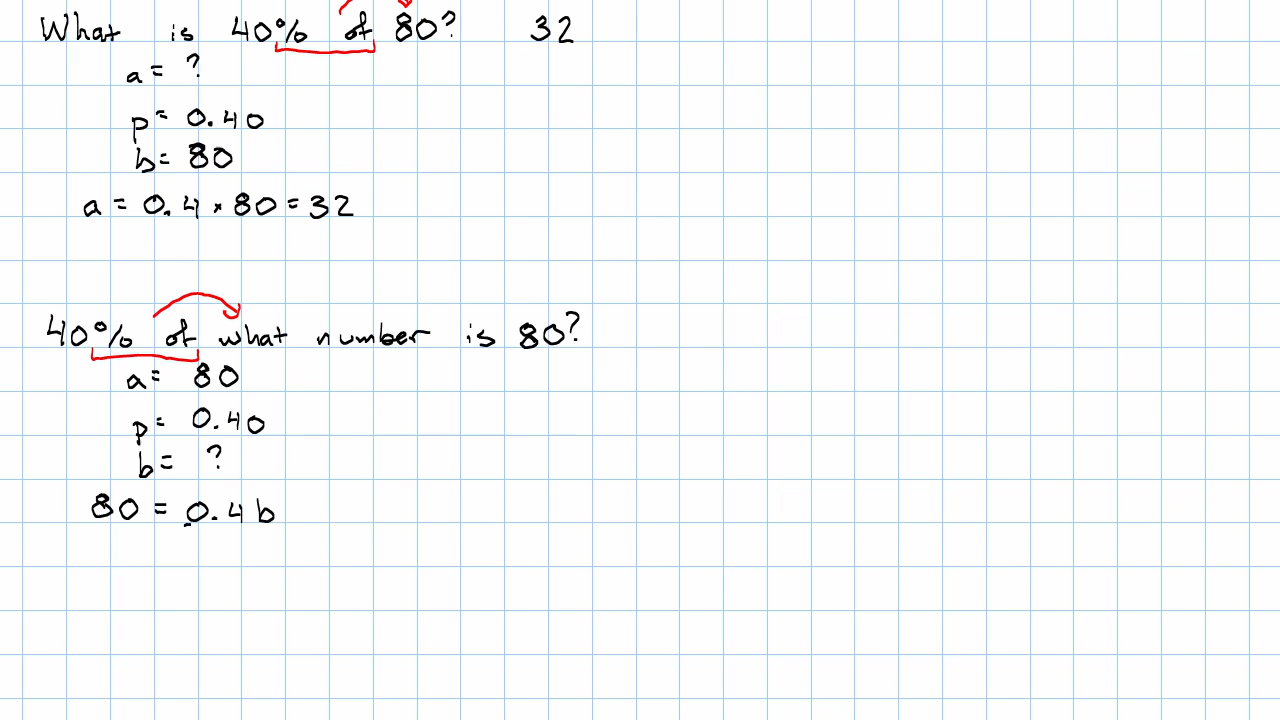 What is 40% of 80? 32
a = ?
p = 0.40
b = 80
a = 0.4 × 80 = 32
40% of what number is 80?
a = 80
p = 0.40
b = ?
80 = 0.4b